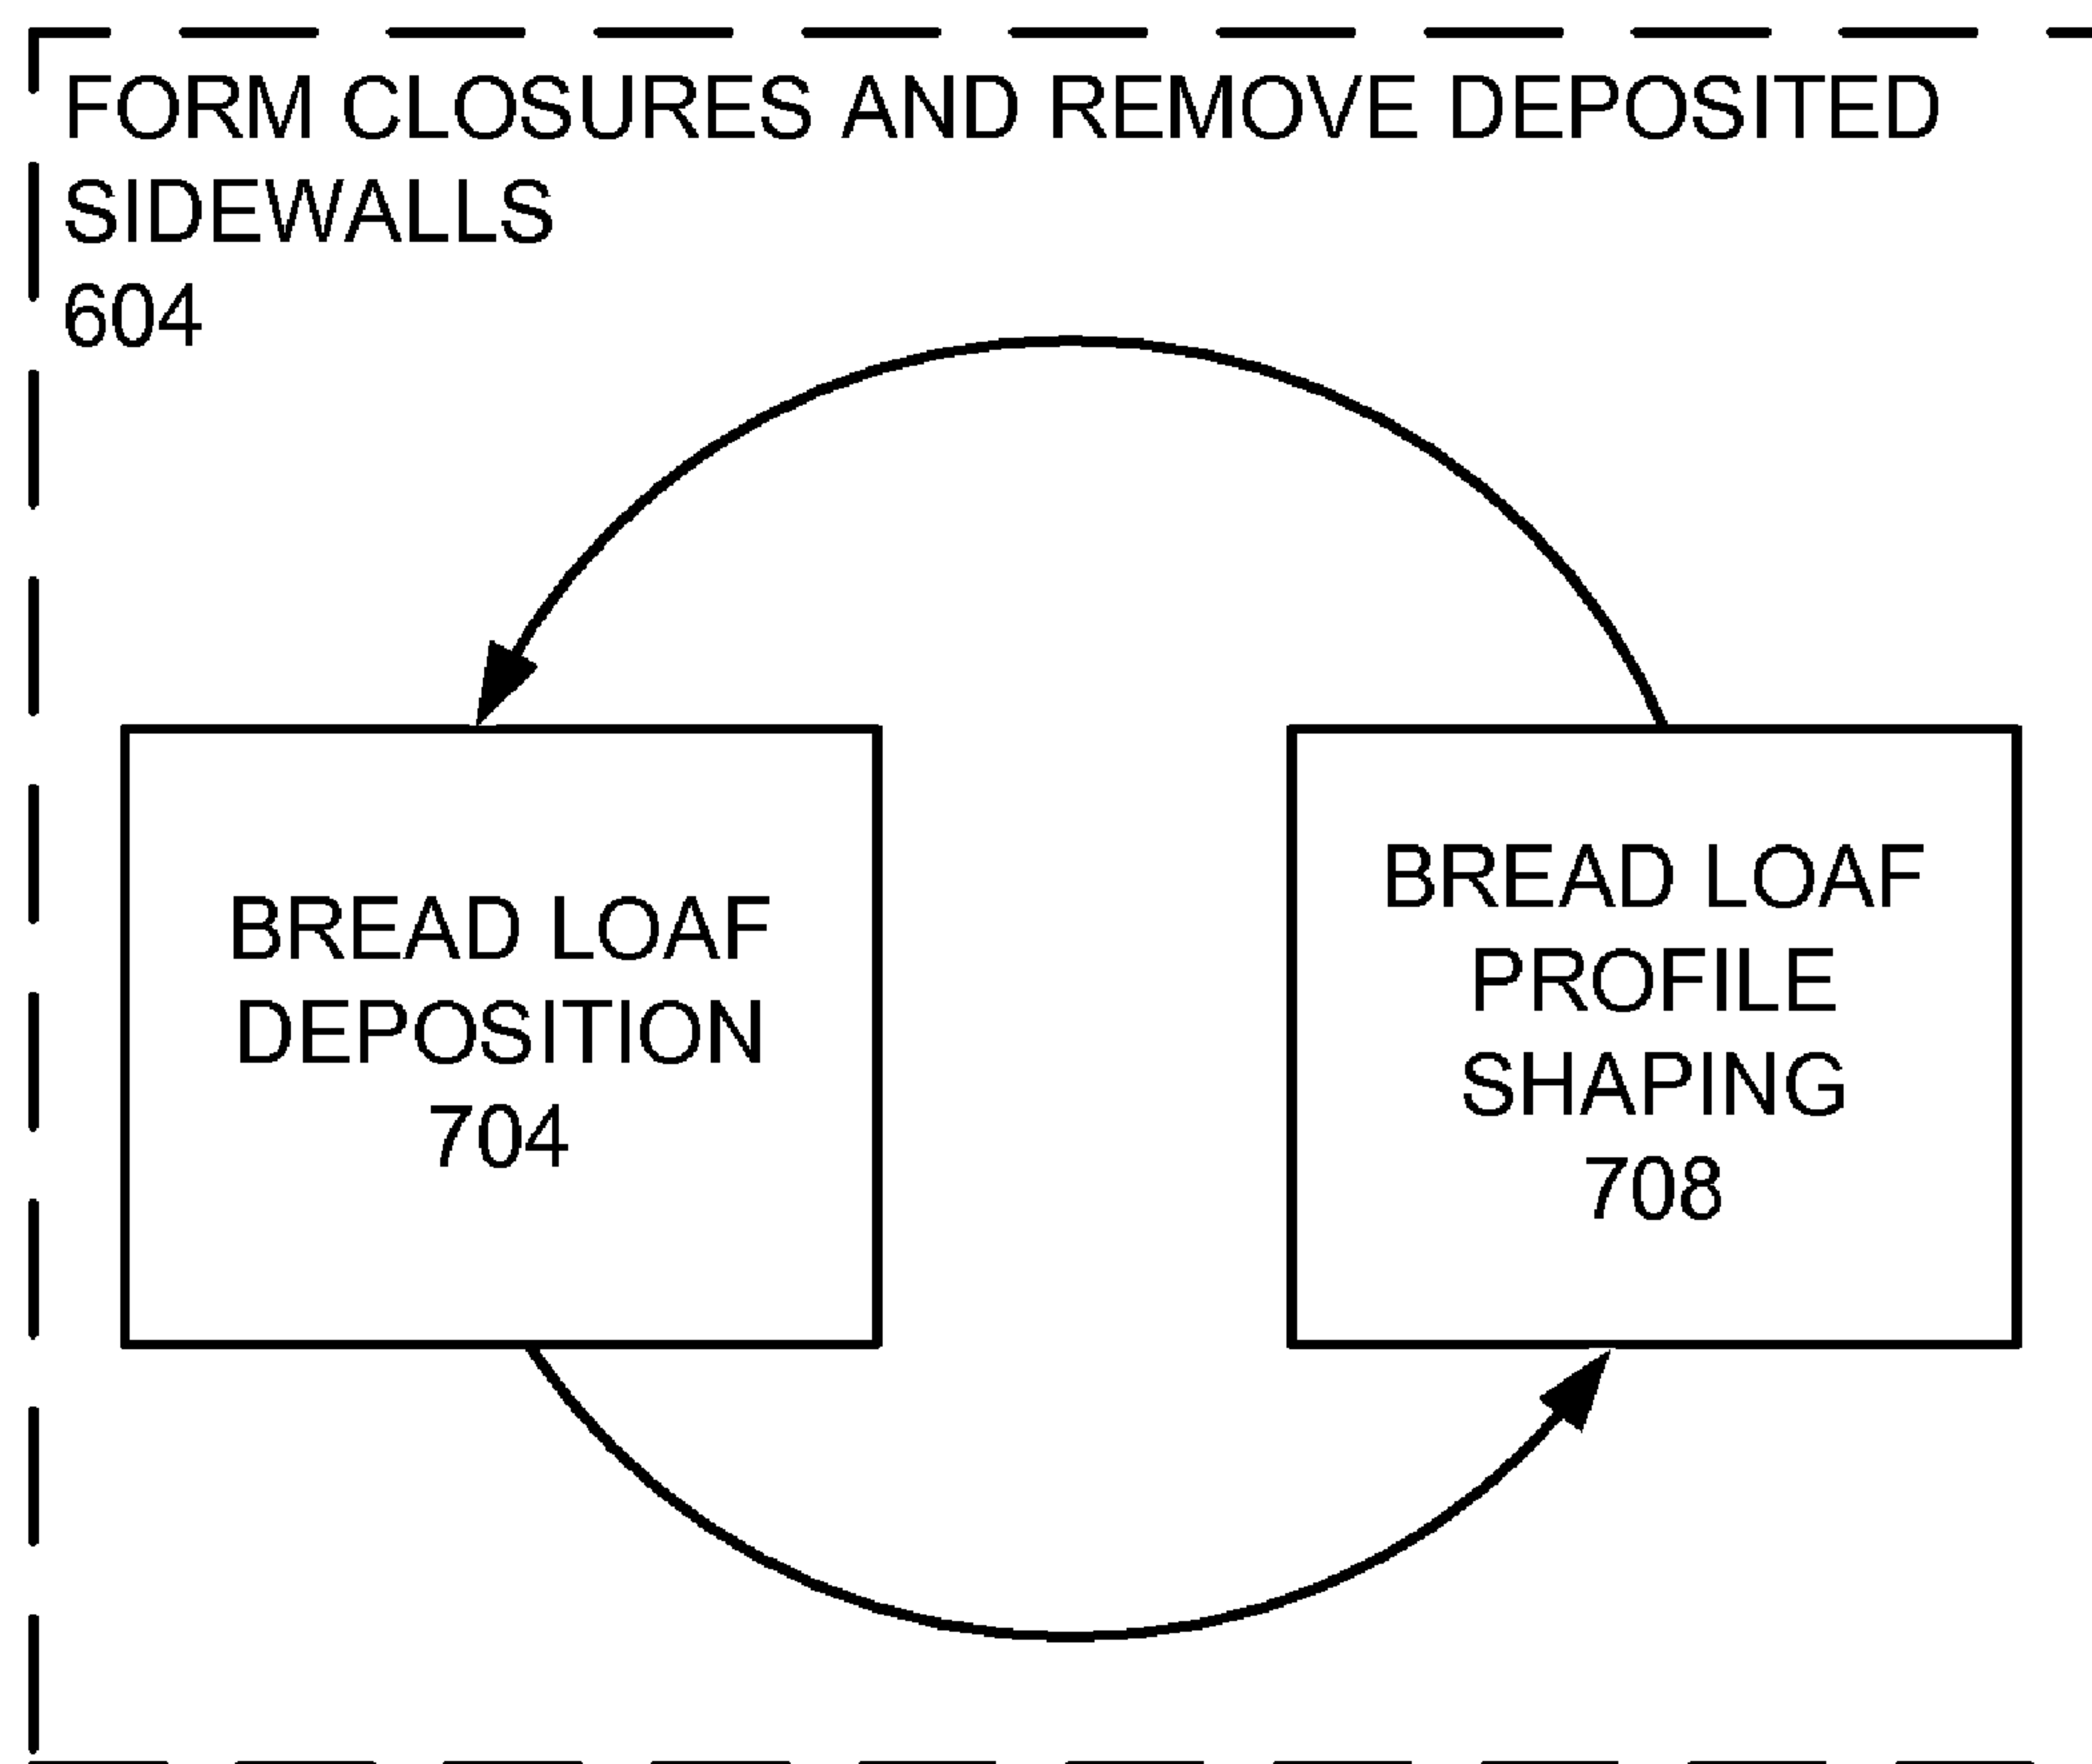 FORM CLOSURES AND REMOVE DEPOSITED
SIDEWALLS
604
BREAD LOAF
DEPOSITION
704
BREAD LOAF
PROFILE
SHAPING
708